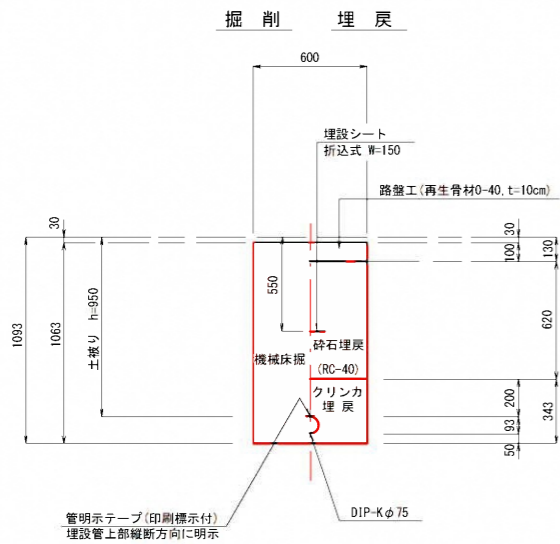 掘 削 埋 戻
600
埋設シート
折込式 W=150
路盤工(再生骨材0-40,t=10cm)
30
30
100
130
1093
1063
土被り h=950
550
620
機械床掘
砕石埋戻
(RC-40)
クリンカ
埋 戻
200
343
93
50
管明示テープ(印刷標示付)
埋設管上部縦断方向に明示
DIP-Kφ75